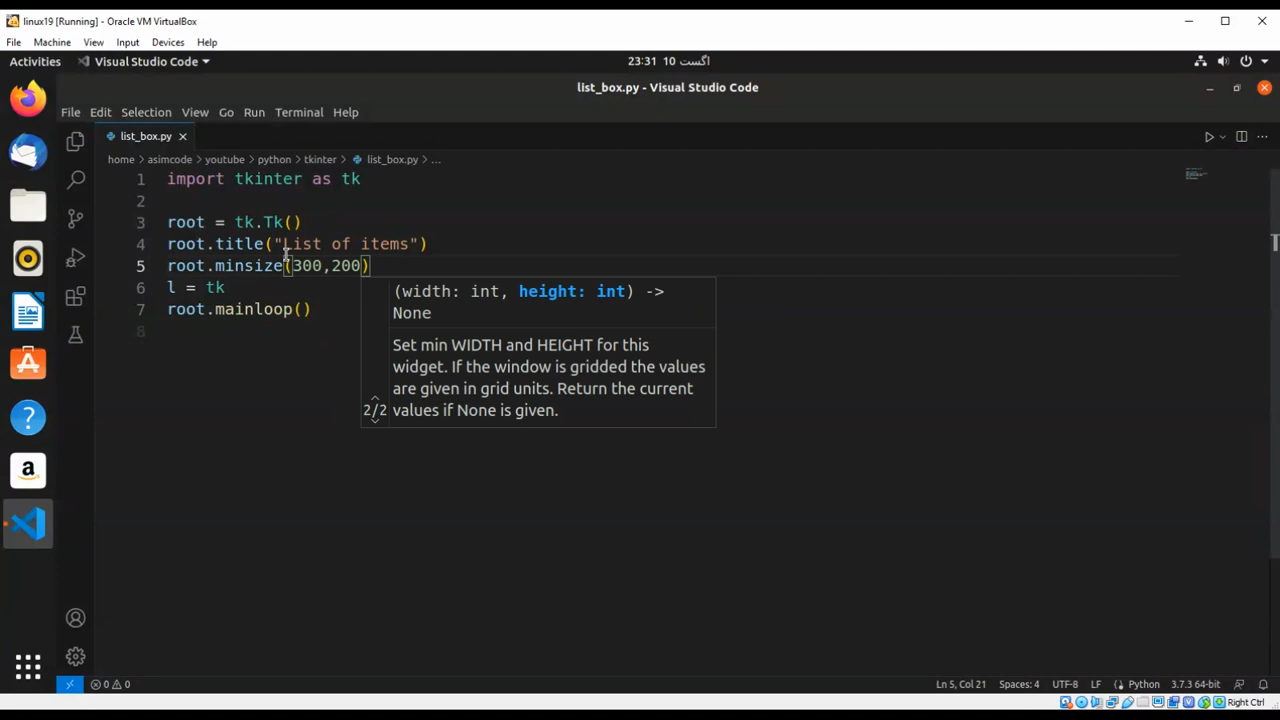 linux19 [Running] - Oracle VM VirtualBox
File Machine View Input Devices Help
Activities Visual Studio Code 23:31 10 اگست
list_box.py - Visual Studio Code
File Edit Selection View Go Run Terminal Help
list_box.py
home > asimcode > youtube > python > tkinter > list_box.py > ...
1 import tkinter as tk
2
3 root = tk.Tk()
4 root.title("List of items")
5 root.minsize(300,200)
6 l = tk
7 root.mainloop()
8
(width: int, height: int) ->
None
Set min WIDTH and HEIGHT for this
widget. If the window is gridded the values
are given in grid units. Return the current
2/2 values if None is given.
0 0 Ln 5, Col 21 Spaces: 4 UTF-8 LF Python 3.7.3 64-bit
Right Ctrl